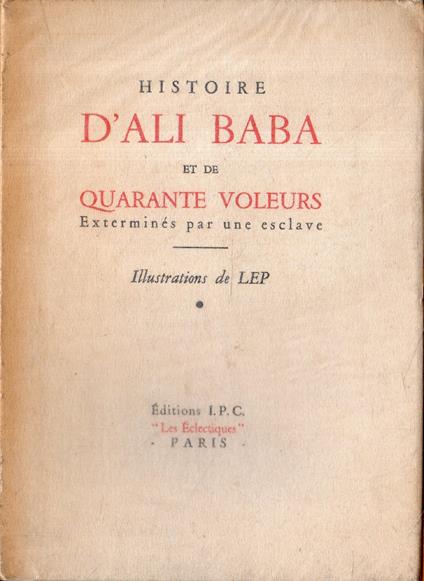 HISTOIRE
D'ALI BABA
ET DE
QUARANTE VOLEURS
Exterminés par une esclave
Illustrations de LEP
Éditions I.P.C.
"Les Éclectiques"
- PARIS -